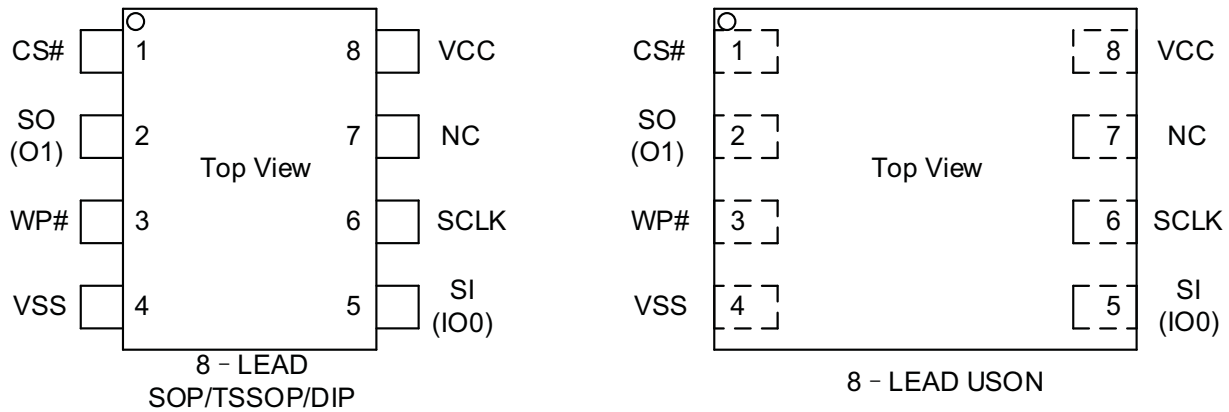 CS#
1
8
VCC
SO
(O1)
2
7
NC
Top View
WP#
3
6
SCLK
VSS
4
5
SI
(IO0)
8 – LEAD
SOP/TSSOP/DIP
CS#
1
8
VCC
SO
(O1)
2
7
NC
Top View
WP#
3
6
SCLK
VSS
4
5
SI
(IO0)
8 – LEAD USON